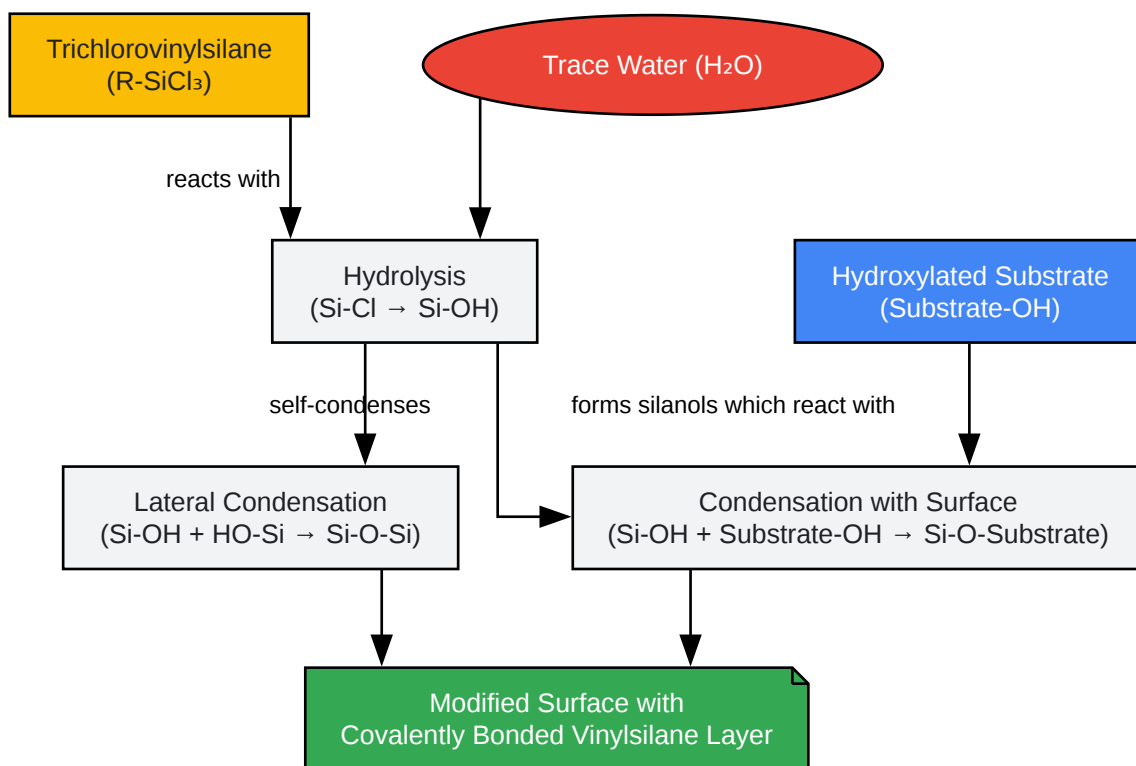 Trichlorovinylsilane
(R-SiCl₃)
Trace Water (H₂O)
reacts with
Hydrolysis
(Si-Cl → Si-OH)
Hydroxylated Substrate
(Substrate-OH)
self-condenses
forms silanols which react with
Lateral Condensation
(Si-OH + HO-Si → Si-O-Si)
Condensation with Surface
(Si-OH + Substrate-OH → Si-O-Substrate)
Modified Surface with
Covalently Bonded Vinylsilane Layer